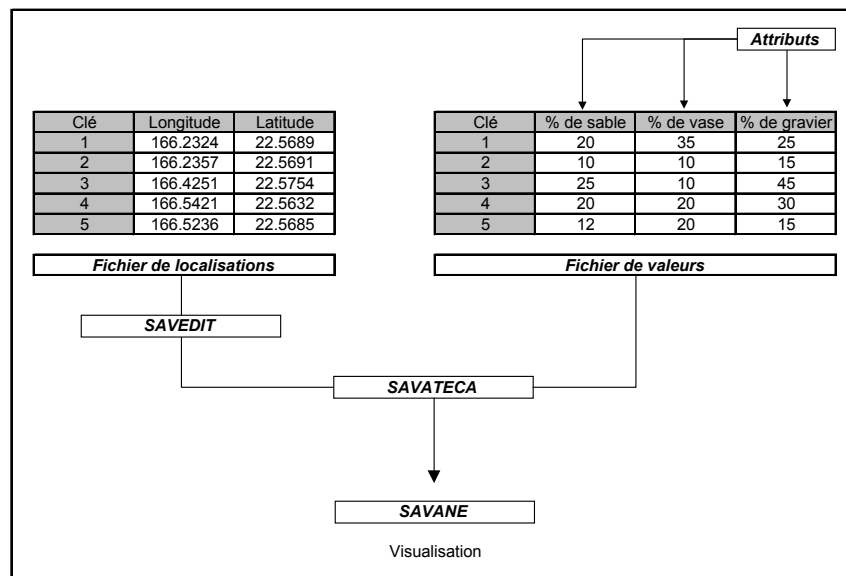 Attributs
Clé Longitude Latitude
1 166.2324 22.5689
2 166.2357 22.5691
3 166.4251 22.5754
4 166.5421 22.5632
5 166.5236 22.5685
Fichier de localisations
Clé % de sable % de vase % de gravier
1 20 35 25
2 10 10 15
3 25 10 45
4 20 20 30
5 12 20 15
Fichier de valeurs
SAVEDIT
SAVATECA
SAVANE
Visualisation